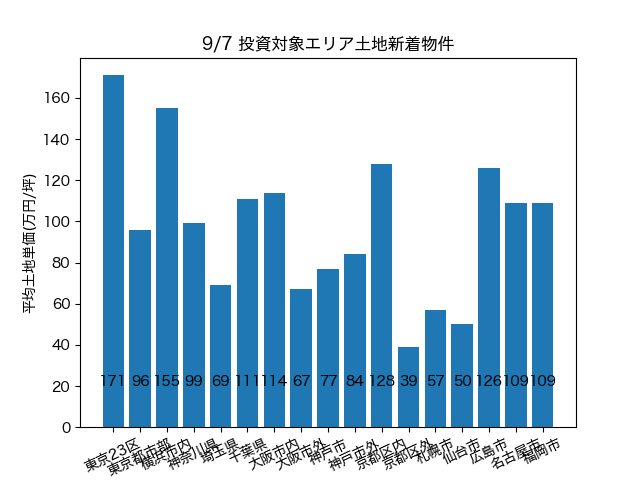 9/7 投資対象エリア土地新着物件
平均土地単価(万円/坪)
160
140
120
100
80
60
40
20
0
171 96 155 99 69 111 114 67 77 84 128 39 57 50 126 109 109
東京23区
東京都市部
横浜市内
神奈川県
埼玉県
千葉県
大阪市内
大阪市外
神戸市
神戸市外
京都区内
京都区外
札幌市
仙台市
広島市
名古屋市
福岡市